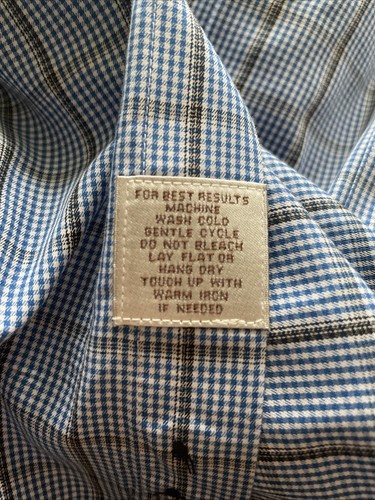 FOR BEST RESULTS
MACHINE
WASH COLD
GENTLE CYCLE
DO NOT BLEACH
LAY FLAT OR
HANG DRY
TOUCH UP WITH
WARM IRON
IF NEEDED